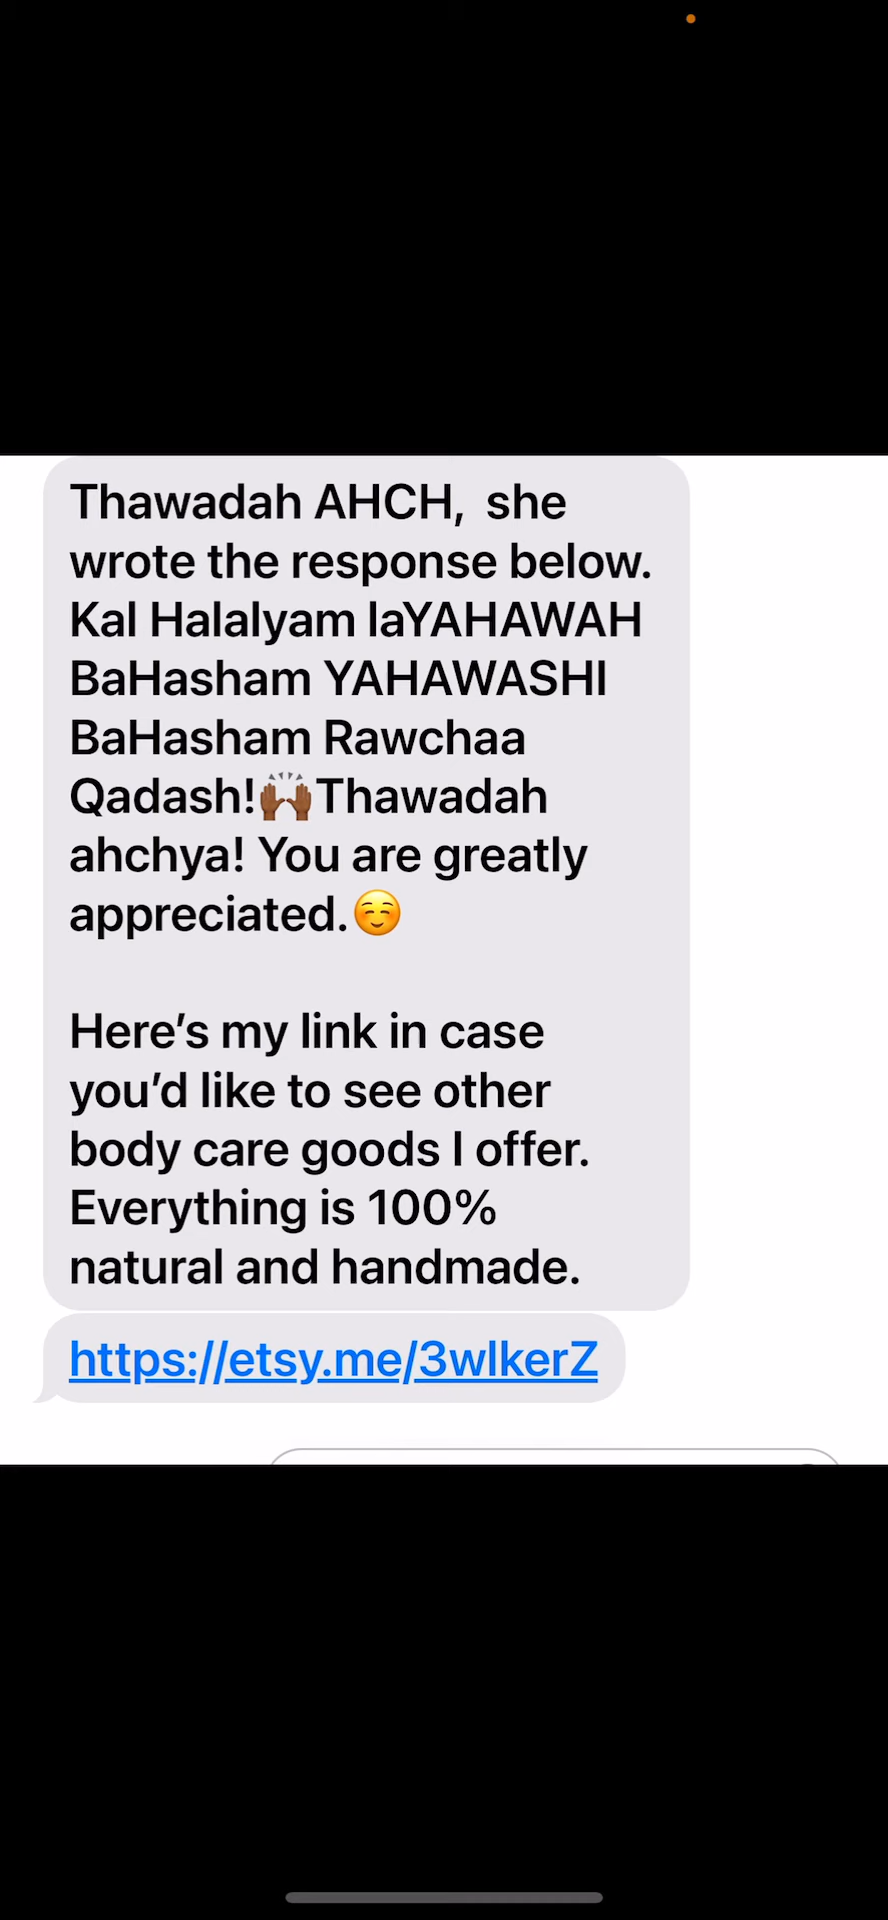 Thawadah AHCH,  she
wrote the response below.
Kal Halalyam laYAHAWAH
BaHasham YAHAWASHI
BaHasham Rawchaa
Qadash!🙌🏾Thawadah
ahchya! You are greatly
appreciated.☺️
Here’s my link in case
you’d like to see other
body care goods I offer.
Everything is 100%
natural and handmade.
https://etsy.me/3wlkerZ